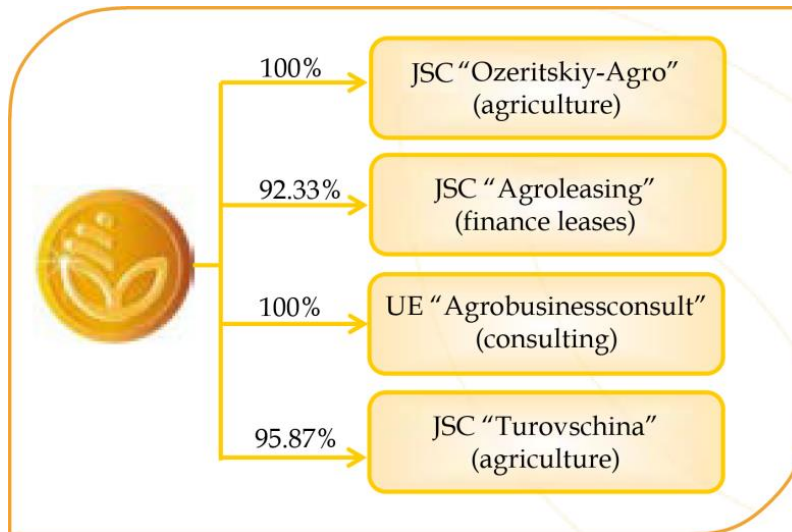 100%
JSC “Ozeritskiy-Agro”
(agriculture)
92.33%
JSC “Agroleasing”
(finance leases)
100%
UE “Agrobusinessconsult”
(consulting)
95.87%
JSC “Turovschina”
(agriculture)